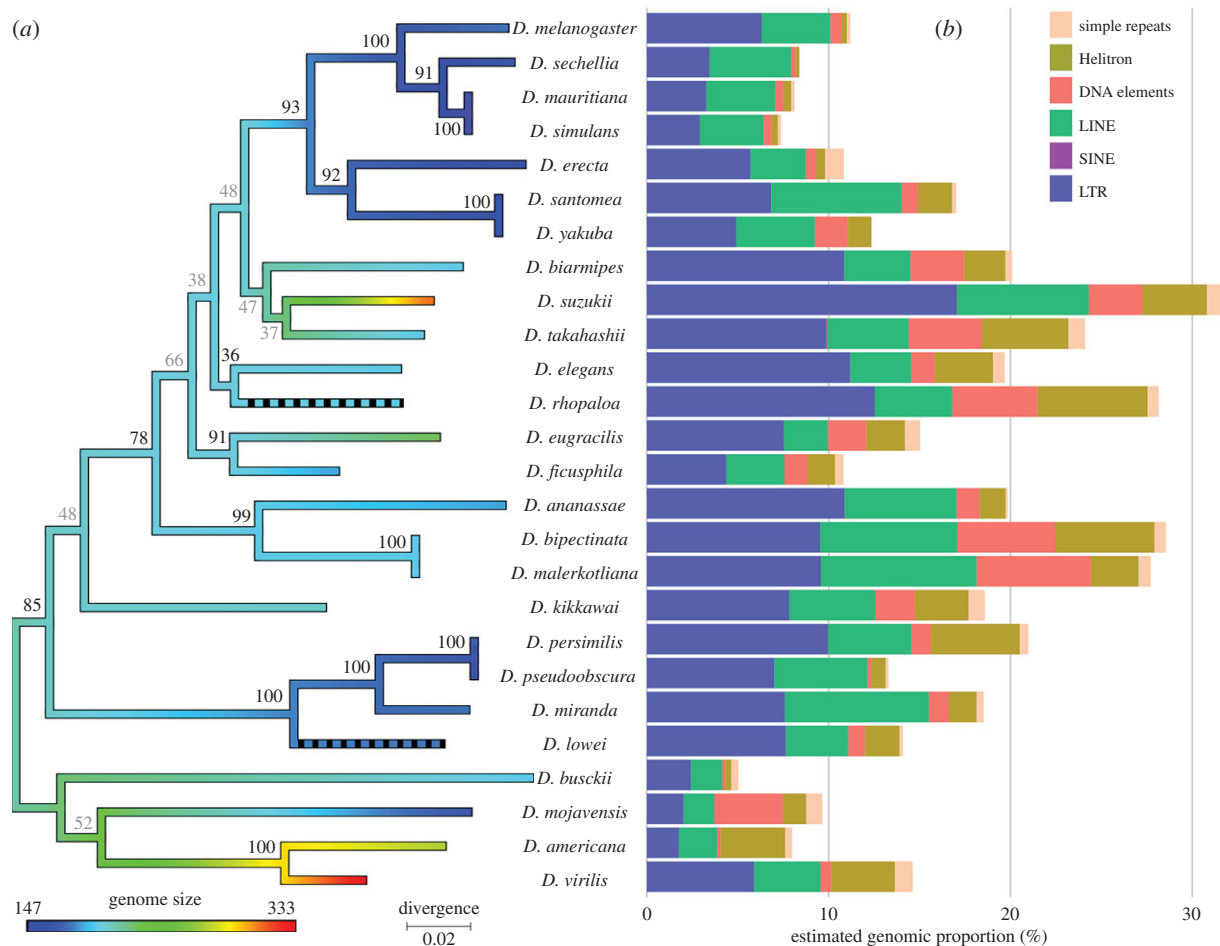 (a)
(b)
100
D. melanogaster
simple repeats
91
D. sechellia
Helitron
93
D. mauritiana
DNA elements
100
D. simulans
LINE
92
D. erecta
SINE
48
100
D. santomea
LTR
D. yakuba
38
D. biarmipes
47
D. suzukii
37
D. takahashii
66
36
D. elegans
D. rhopaloa
78
91
D. eugracilis
D. ficusphila
48
99
D. ananassae
100
D. bipectinata
D. malerkotliana
85
D. kikkawai
100
D. persimilis
100
D. pseudoobscura
100
D. miranda
D. lowei
D. busckii
52
D. mojavensis
100
D. americana
D. virilis
genome size
147
333
divergence
0.02
0
10
20
30
estimated genomic proportion (%)